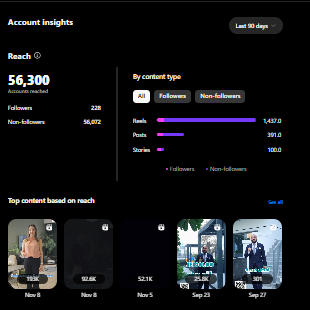 Account insights
Last 90 days
Reach
56,300
Accounts reached
Followers 228
Non-followers 56,072
By content type
All Followers Non-followers
Reels 1,437.0
Posts 391.0
Stories 100.0
Followers Non-followers
Top content based on reach
See all
193K 92.6K 52.1K 25.8K 301
Nov 8 Nov 8 Nov 5 Sep 23 Sep 27